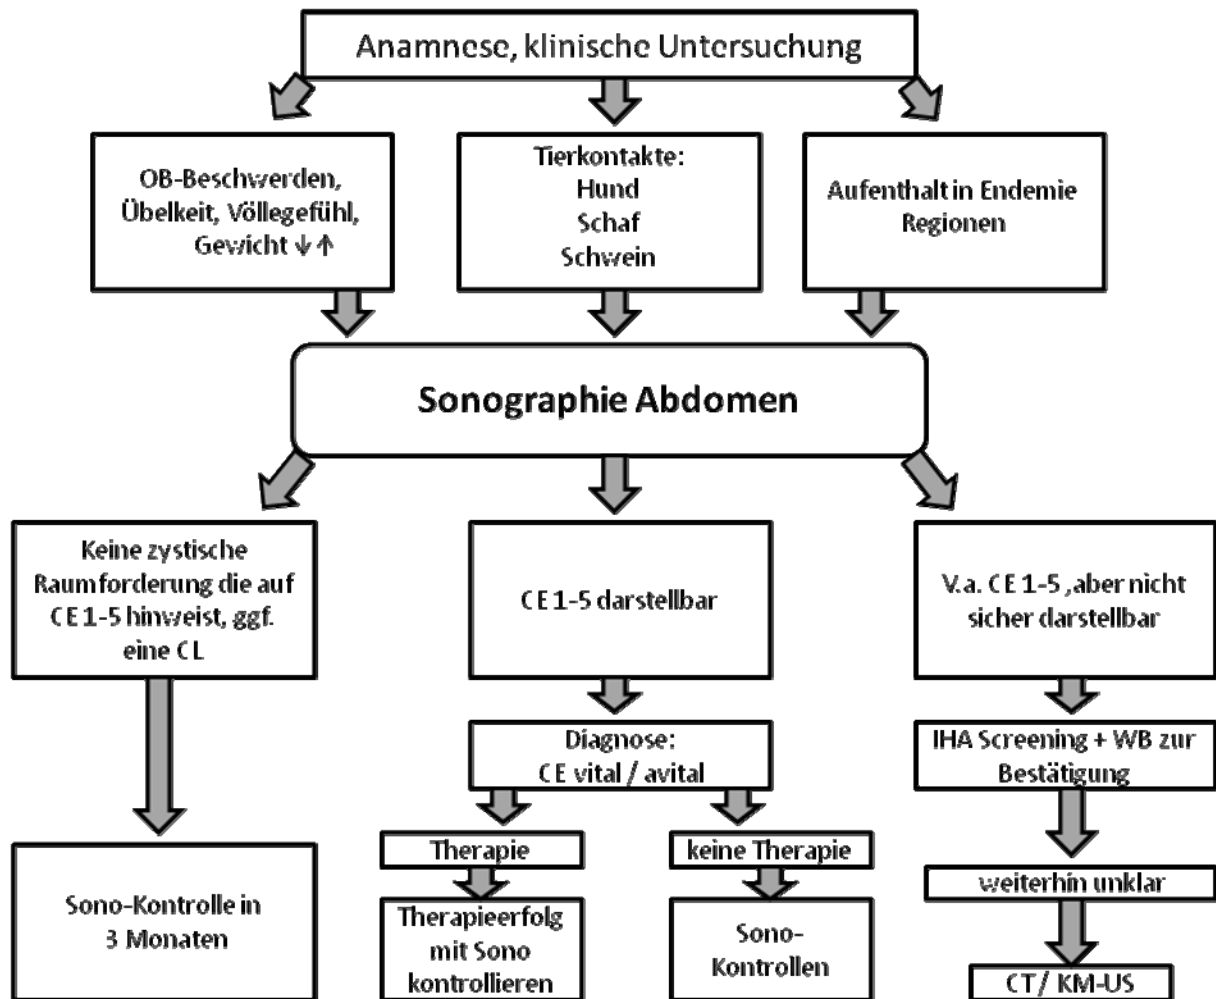 Anamnese, klinische Untersuchung
OB-Beschwerden,
Übelkeit, Völlegefühl,
Gewicht ↓↑
Tierkontakte:
Hund
Schaf
Schwein
Aufenthalt in Endemie
Regionen
Sonographie Abdomen
Keine zystische
Raumforderung die auf
CE 1-5 hinweist, ggf.
eine CL
CE 1-5 darstellbar
V.a. CE 1-5 ,aber nicht
sicher darstellbar
Diagnose:
CE vital / avital
IHA Screening + WB zur
Bestätigung
Therapie
keine Therapie
weiterhin unklar
Sono-Kontrolle in
3 Monaten
Therapieerfolg
mit Sono
kontrollieren
Sono-
Kontrollen
CT/ KM-US